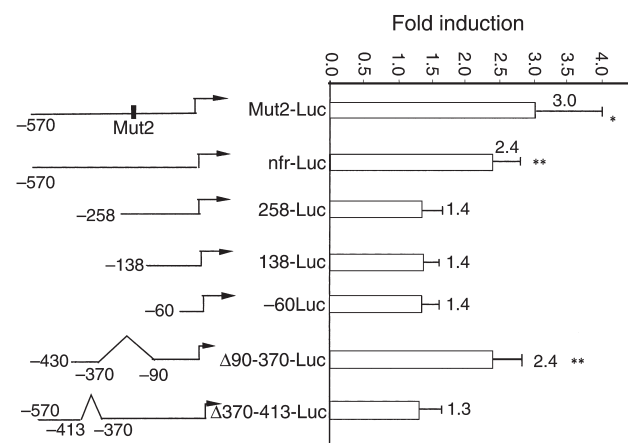 Fold induction
0.0 0.5 1.0 1.5 2.0 2.5 3.0 3.5 4.0
−570 Mut2 Mut2-Luc 3.0 *
−570 nfr-Luc 2.4 **
−258 258-Luc 1.4
−138 138-Luc 1.4
−60 −60Luc 1.4
−430 −370 −90 Δ90-370-Luc 2.4 **
−570 −413 −370 Δ370-413-Luc 1.3